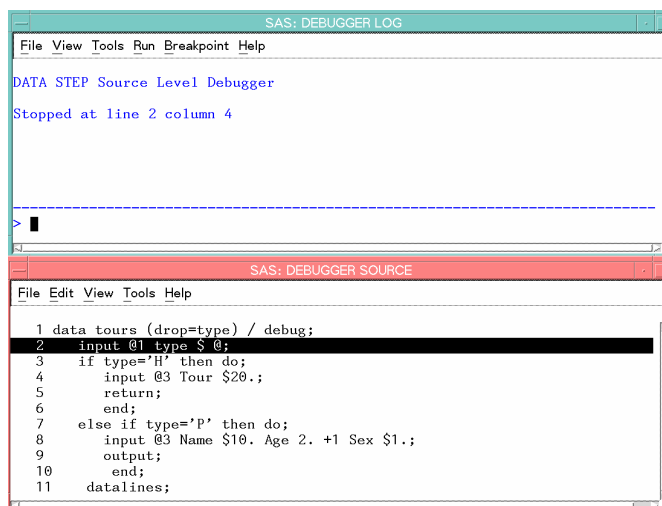 SAS: DEBUGGER LOG
File View Tools Run Breakpoint Help
DATA STEP Source Level Debugger
Stopped at line 2 column 4
>
SAS: DEBUGGER SOURCE
File Edit View Tools Help
1 data tours (drop=type) / debug;
2 input @1 type $ @;
3 if type='H' then do;
4 input @3 Tour $20.;
5 return;
6 end;
7 else if type='P' then do;
8 input @3 Name $10. Age 2. +1 Sex $1.;
9 output;
10 end;
11 datalines;